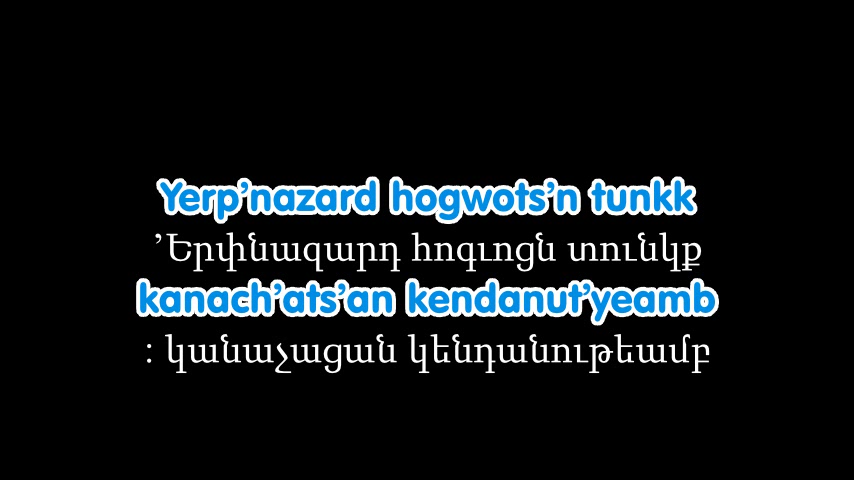 Yerp’nazard hogwots’n tunkk
’Երփնազարդ հոգւոցն տունկք
kanach’ats’an kendanut’yeamb
: կանաչացան կենդանութեամբ